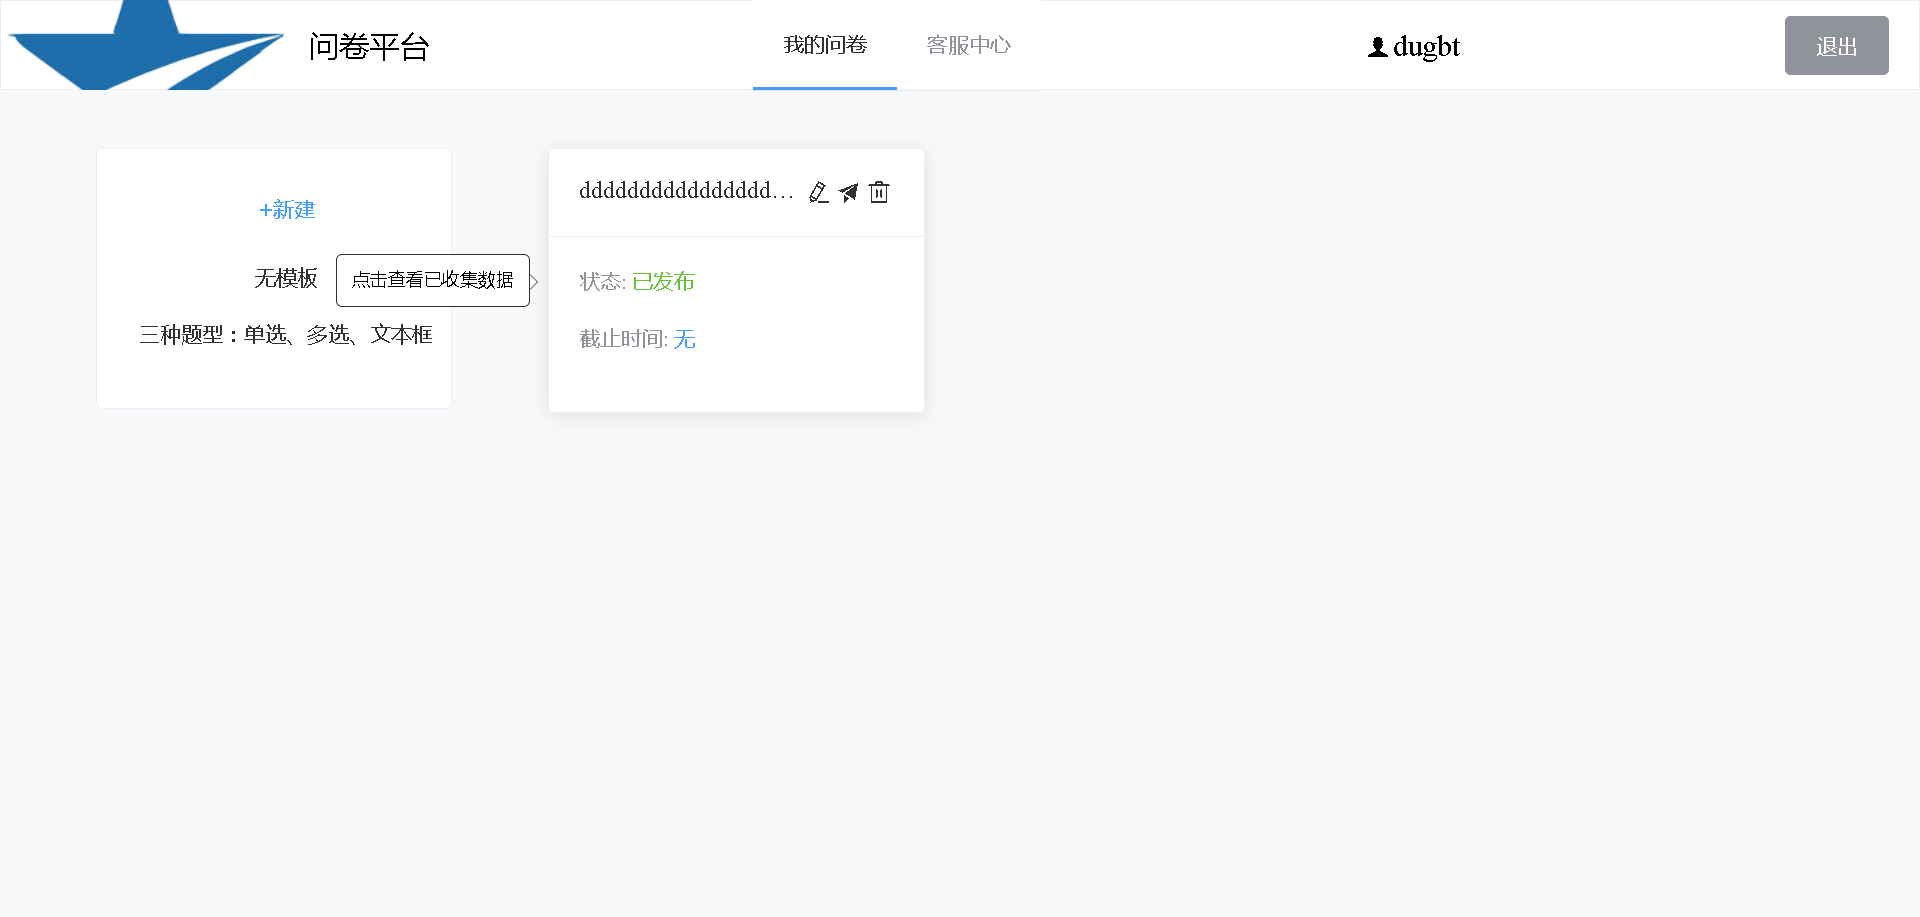 问卷平台
我的问卷
客服中心
dugbt
退出
+新建
无模板
三种题型：单选、多选、文本框
点击查看已收集数据
dddddddddddddddd...
状态: 已发布
截止时间: 无